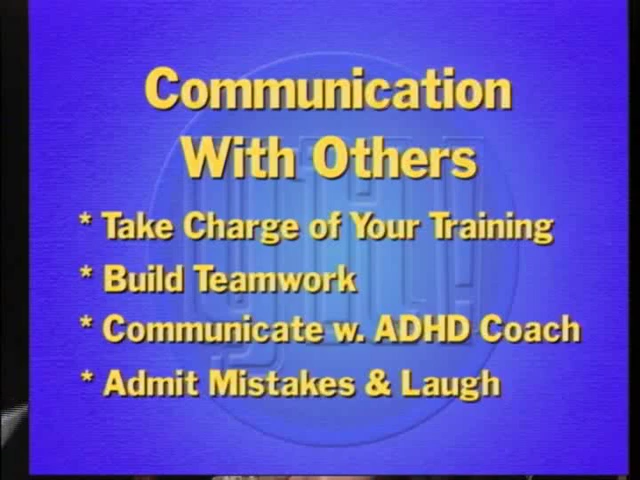 Communication
With Others
* Take Charge of Your Training
* Build Teamwork
* Communicate w. ADHD Coach
* Admit Mistakes & Laugh